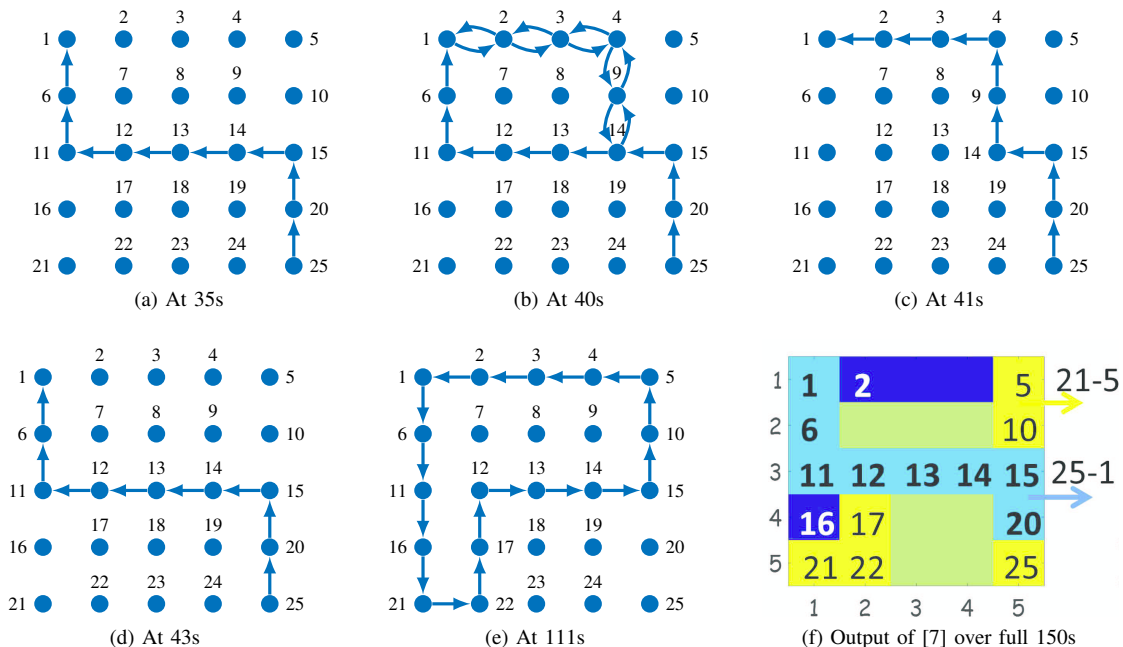 2 3 4
1 5
7 8 9
6 10
12 13 14
11 15
17 18 19
16 20
22 23 24
21 25
(a) At 35s
2 3 4
1 5
7 8 9
6 10
12 13 14
11 15
17 18 19
16 20
22 23 24
21 25
(b) At 40s
2 3 4
1 5
7 8
6 9 10
12 13
11 14 15
17 18 19
16 20
22 23 24
21 25
(c) At 41s
2 3 4
1 5
7 8 9
6 10
12 13 14
11 15
17 18 19
16 20
22 23 24
21 25
(d) At 43s
2 3 4
1 5
7 8 9
6 10
12 13 14
11 15
18 19
16 17 20
23 24
21 22 25
(e) At 111s
1 1 2 5 21-5
2 6 10
3 11 12 13 14 15 25-1
4 16 17 20
5 21 22 25
1 2 3 4 5
(f) Output of [7] over full 150s